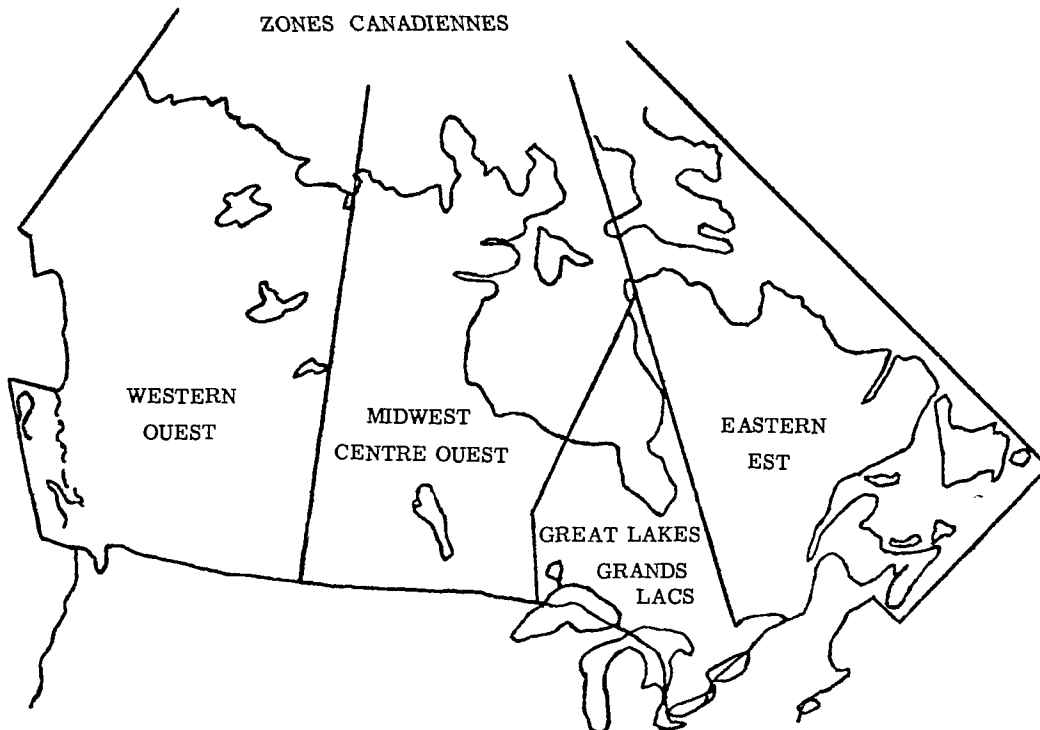 ZONES CANADIENNES
WESTERN
OUEST
MIDWEST
CENTRE OUEST
EASTERN
EST
GREAT LAKES
GRANDS
LACS